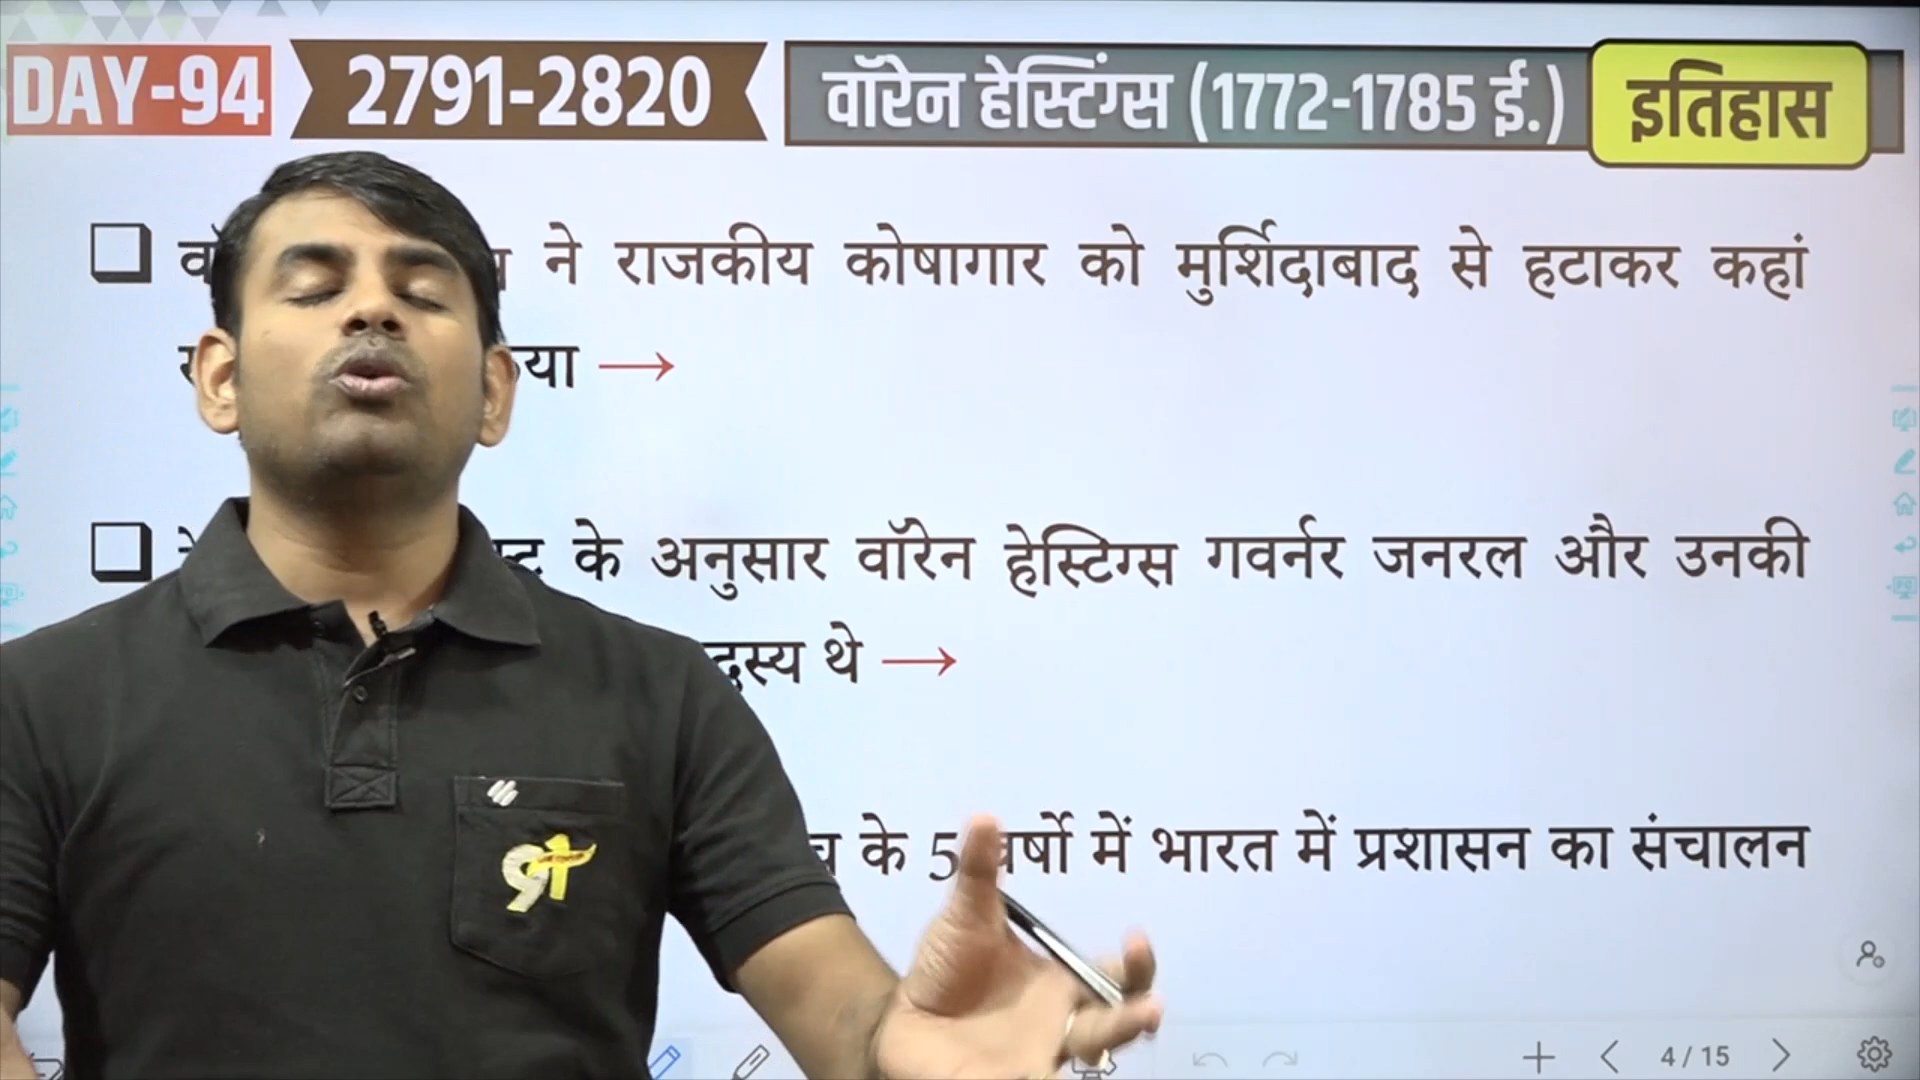 DAY-94 2791-2820 वॉरेन हेस्टिंग्स (1772-1785 ई.) इतिहास
ने राजकीय कोषागार को मुर्शिदाबाद से हटाकर कहां
→
के अनुसार वॉरेन हेस्टिग्स गवर्नर जनरल और उनकी
थे →
के 5 वर्षो में भारत में प्रशासन का संचालन
4 / 15